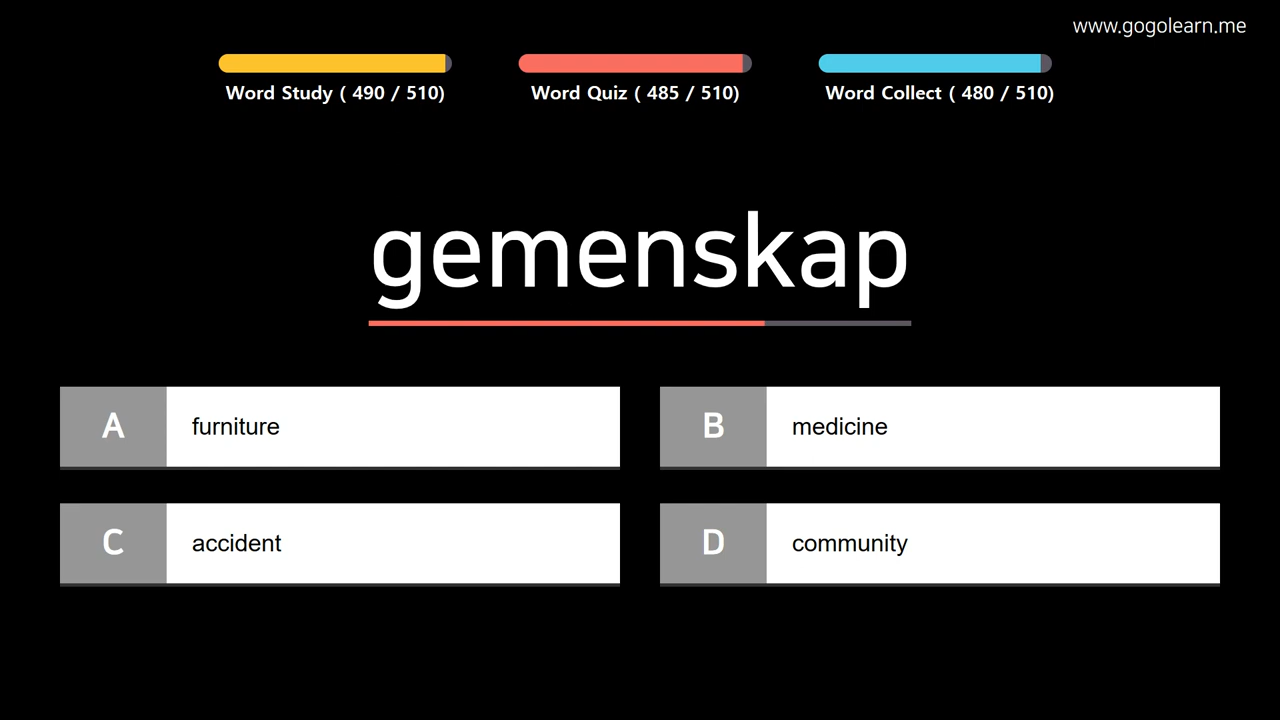 www.gogolearn.me
Word Study ( 490 / 510)
Word Quiz ( 485 / 510)
Word Collect ( 480 / 510)
gemenskap
A furniture
B medicine
C accident
D community